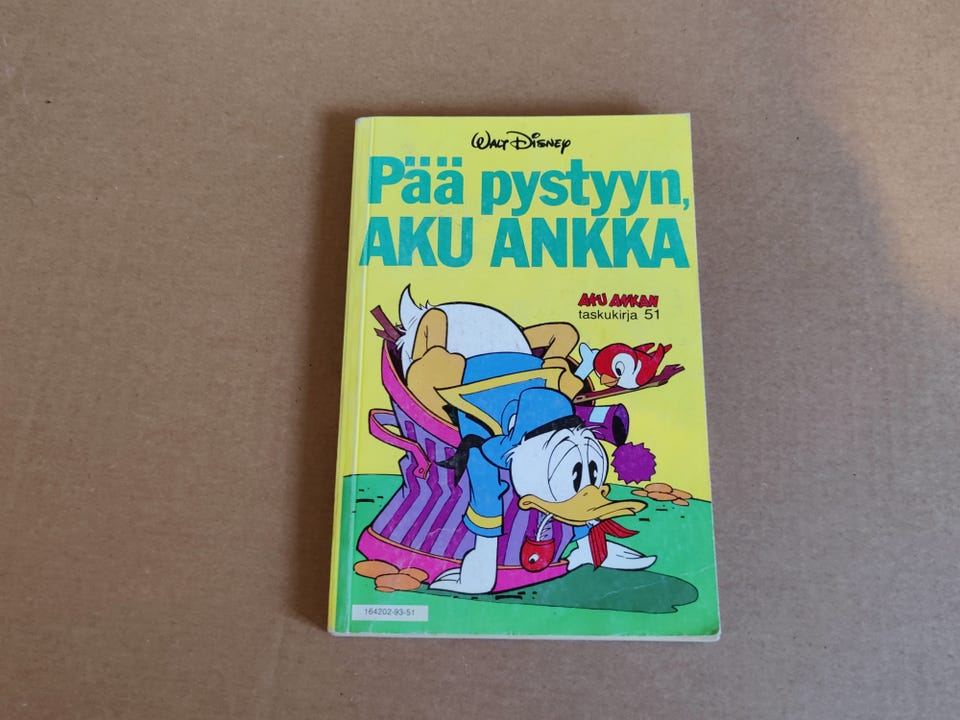 Walt Disney
Pää pystyyn,
AKU ANKKA
AKU ANKAN
taskukirja 51
164202-93-51